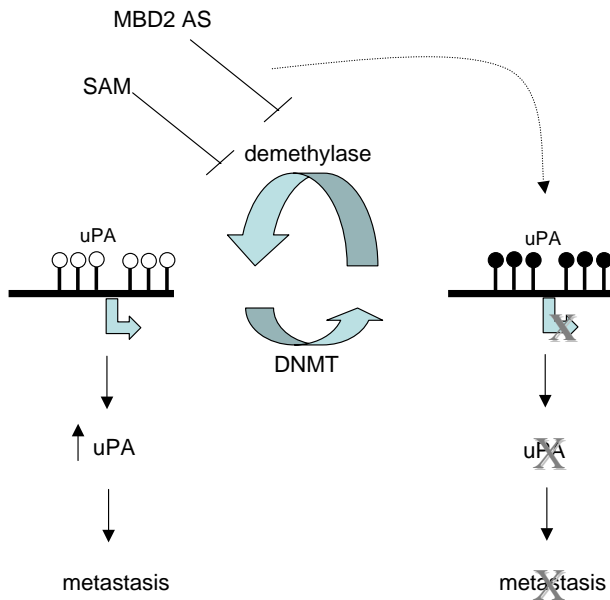 MBD2 AS
SAM
demethylase
uPA
uPA
DNMT
uPA
uPA
X
X
metastasis
metastasis
X